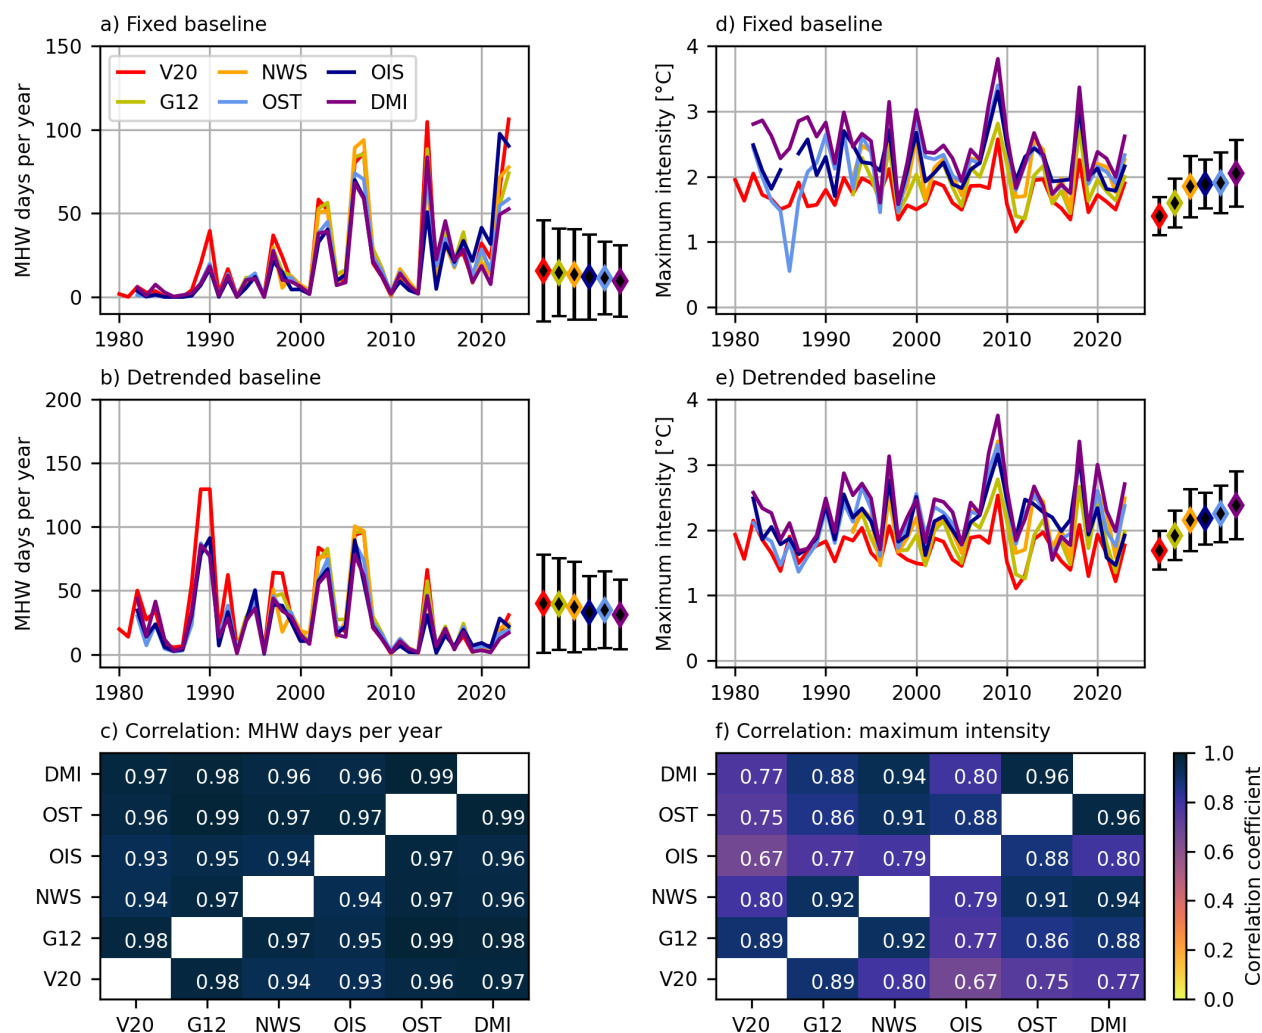 a) Fixed baseline
MHW days per year
150
100
50
0
V20 NWS OIS
G12 OST DMI
1980 1990 2000 2010 2020
d) Fixed baseline
Maximum intensity [°C]
4
3
2
1
0
1980 1990 2000 2010 2020
b) Detrended baseline
MHW days per year
200
150
100
50
0
1980 1990 2000 2010 2020
e) Detrended baseline
Maximum intensity [°C]
4
3
2
1
0
1980 1990 2000 2010 2020
c) Correlation: MHW days per year
DMI 0.97 0.98 0.96 0.96 0.99
OST 0.96 0.99 0.97 0.97 0.99
OIS 0.93 0.95 0.94 0.97 0.96
NWS 0.94 0.97 0.94 0.97 0.96
G12 0.98 0.97 0.95 0.99 0.98
V20 0.98 0.94 0.93 0.96 0.97
V20 G12 NWS OIS OST DMI
f) Correlation: maximum intensity
DMI 0.77 0.88 0.94 0.80 0.96
OST 0.75 0.86 0.91 0.88 0.96
OIS 0.67 0.77 0.79 0.88 0.80
NWS 0.80 0.92 0.79 0.91 0.94
G12 0.89 0.92 0.77 0.86 0.88
V20 0.89 0.80 0.67 0.75 0.77
V20 G12 NWS OIS OST DMI
1.0
0.8
0.6
0.4
0.2
0.0
Correlation coefficient